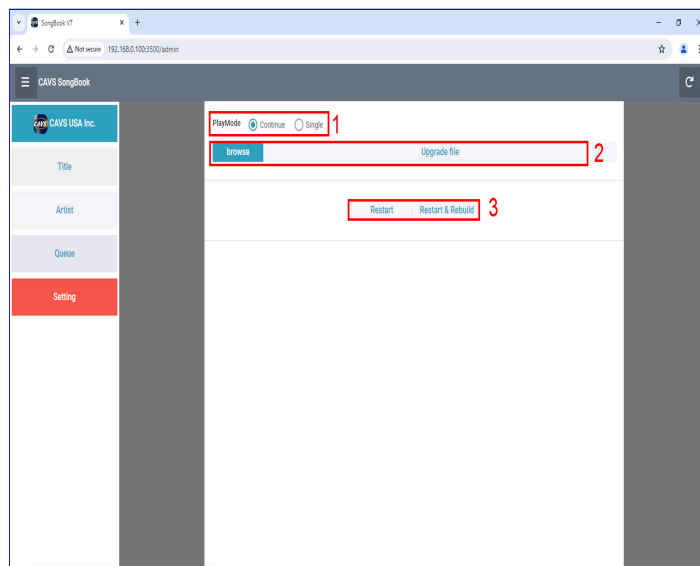 SongBook V7
Not secure 192.168.0.100:3500/admin
CAVS SongBook
CAVS CAVS USA Inc.
Title
Artist
Queue
Setting
PlayMode Continue Single 1
browse Upgrade file 2
Restart Restart & Rebuild 3